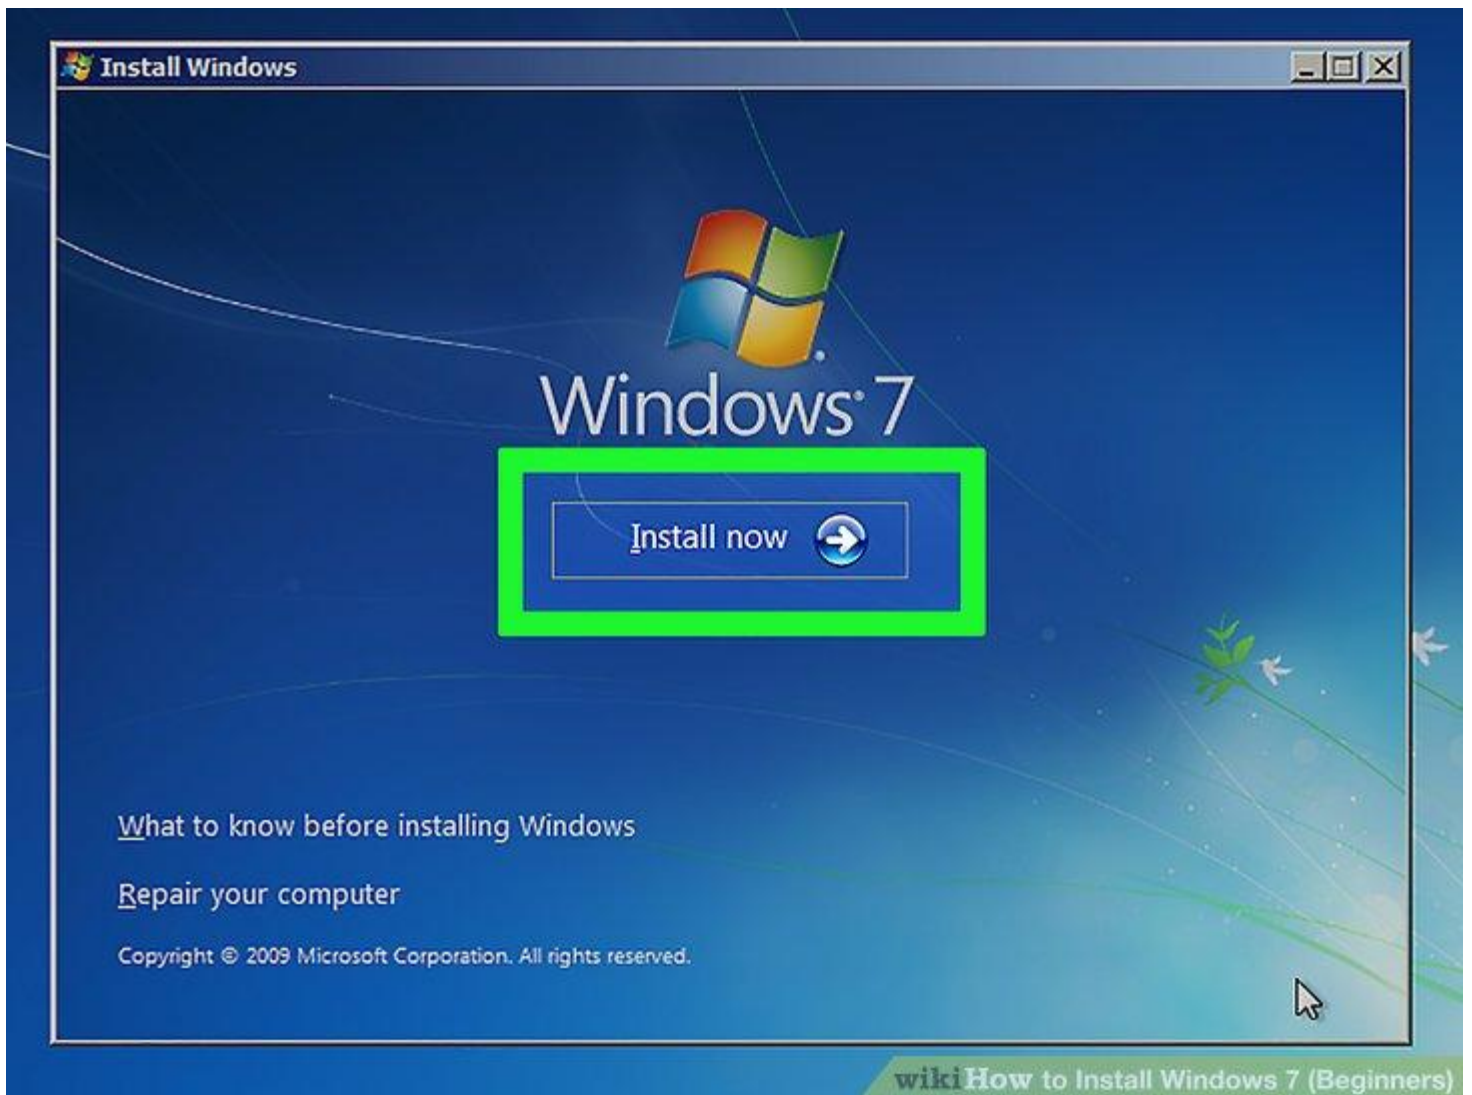 Install Windows
Windows® 7
Install now
What to know before installing Windows
Repair your computer
Copyright © 2009 Microsoft Corporation. All rights reserved.
wikiHow to Install Windows 7 (Beginners)